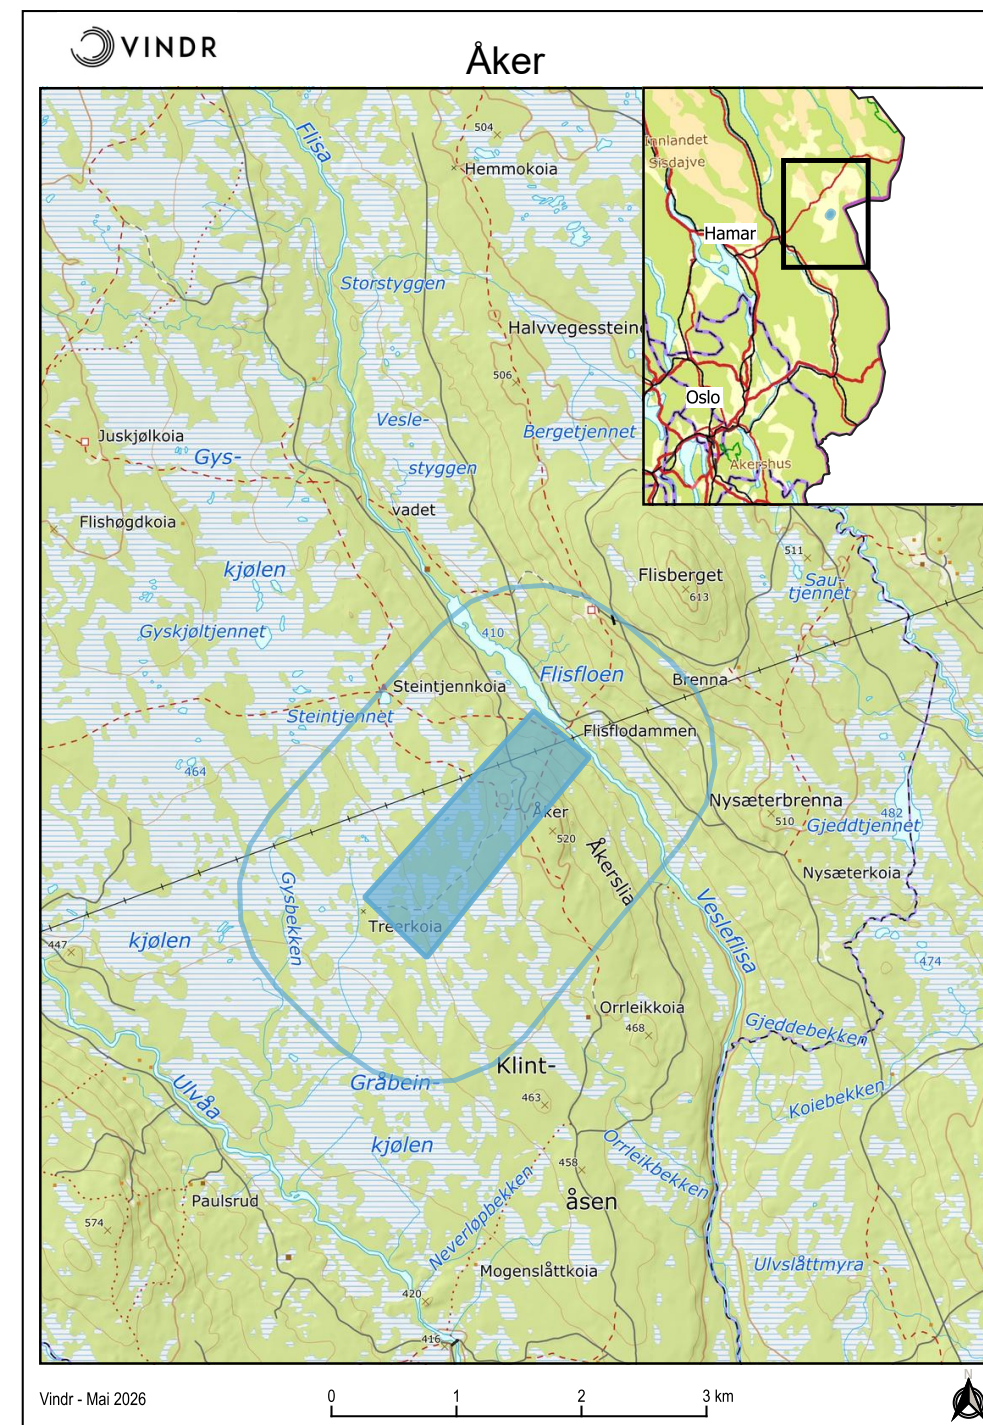 VINDR
Åker
Flisa
504
Hemmokoia
Innlandet
Sisdajve
Hamar
Storstyggen
Halvvegesstein
506
Oslo
Vesle-
styggen
Bergetjennet
Akershus
Juskjølkoia
Gys-
vadet
Flishøgdkoia
kjølen
511
Flisberget
613
Sau-
tjennet
Gyskjøltjennet
410
Flisfloen
Brenna
Steintjennkoia
Steintjennet
Flisflodammen
464
Åker
520
Nysæterbrenna
510
482
Gjeddtjennet
Åkerslia
Nysæterkoia
Gysbekken
Treerkoia
Vesleflisa
447
kjølen
474
Orrleikkoia
468
Gjeddebekken
Klint-
Gråbein-
Ulvåa
463
Koiebekken
kjølen
Orrleikbekken
458
Neverløpbekken
Paulsrud
åsen
574
Mogenslåttkoia
Ulvslåttmyra
420
416
Vindr - Mai 2026
0 1 2 3 km
N